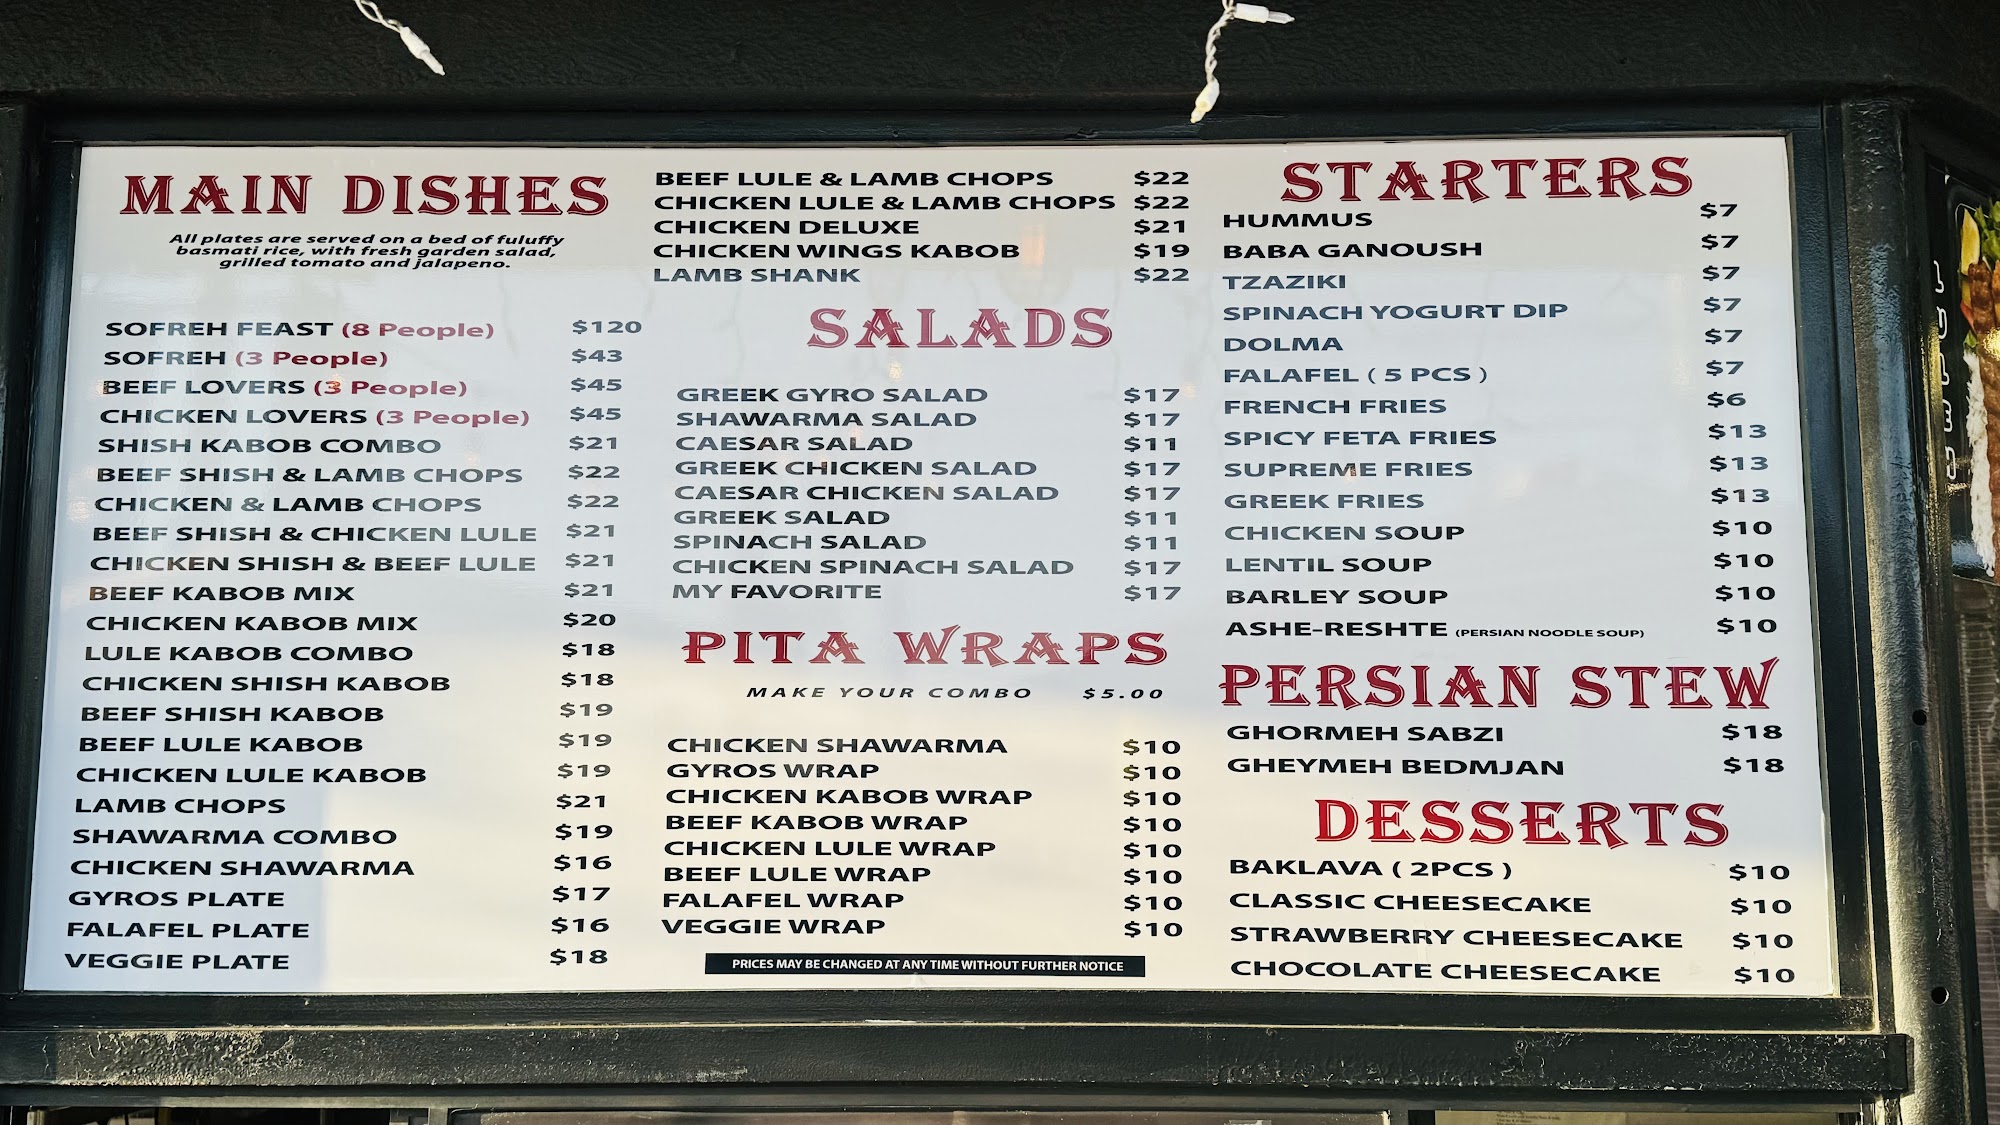 MAIN DISHES
All plates are served on a bed of fuluffy
basmati rice, with fresh garden salad,
grilled tomato and jalapeno.
SOFREH FEAST (8 People) $120
SOFREH (3 People) $43
BEEF LOVERS (3 People) $45
CHICKEN LOVERS (3 People) $45
SHISH KABOB COMBO $21
BEEF SHISH & LAMB CHOPS $22
CHICKEN & LAMB CHOPS $22
BEEF SHISH & CHICKEN LULE $21
CHICKEN SHISH & BEEF LULE $21
BEEF KABOB MIX $21
CHICKEN KABOB MIX $20
LULE KABOB COMBO $18
CHICKEN SHISH KABOB $18
BEEF SHISH KABOB $19
BEEF LULE KABOB $19
CHICKEN LULE KABOB $19
LAMB CHOPS $21
SHAWARMA COMBO $19
CHICKEN SHAWARMA $16
GYROS PLATE $17
FALAFEL PLATE $16
VEGGIE PLATE $18
BEEF LULE & LAMB CHOPS $22
CHICKEN LULE & LAMB CHOPS $22
CHICKEN DELUXE $21
CHICKEN WINGS KABOB $19
LAMB SHANK $22
SALADS
GREEK GYRO SALAD $17
SHAWARMA SALAD $17
CAESAR SALAD $11
GREEK CHICKEN SALAD $17
CAESAR CHICKEN SALAD $17
GREEK SALAD $11
SPINACH SALAD $11
CHICKEN SPINACH SALAD $17
MY FAVORITE $17
PITA WRAPS
MAKE YOUR COMBO $5.00
CHICKEN SHAWARMA $10
GYROS WRAP $10
CHICKEN KABOB WRAP $10
BEEF KABOB WRAP $10
CHICKEN LULE WRAP $10
BEEF LULE WRAP $10
FALAFEL WRAP $10
VEGGIE WRAP $10
PRICES MAY BE CHANGED AT ANY TIME WITHOUT FURTHER NOTICE
STARTERS
HUMMUS $7
BABA GANOUSH $7
TZAZIKI $7
SPINACH YOGURT DIP $7
DOLMA $7
FALAFEL ( 5 PCS ) $7
FRENCH FRIES $6
SPICY FETA FRIES $13
SUPREME FRIES $13
GREEK FRIES $13
CHICKEN SOUP $10
LENTIL SOUP $10
BARLEY SOUP $10
ASHE-RESHTE (PERSIAN NOODLE SOUP) $10
PERSIAN STEW
GHORMEH SABZI $18
GHEYMEH BEDMJAN $18
DESSERTS
BAKLAVA ( 2PCS ) $10
CLASSIC CHEESECAKE $10
STRAWBERRY CHEESECAKE $10
CHOCOLATE CHEESECAKE $10